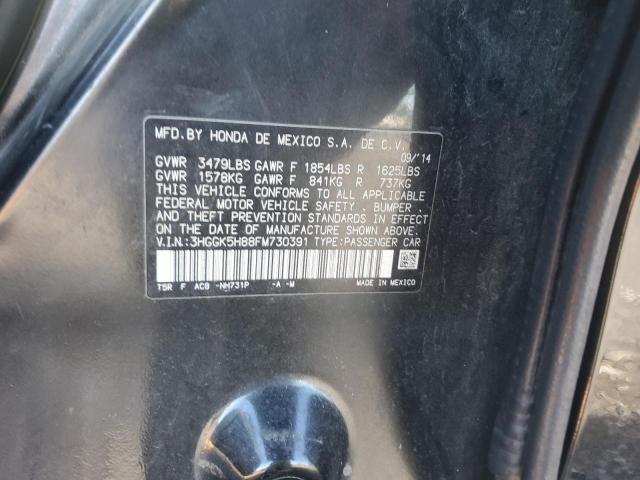 MFD.BY HONDA DE MEXICO S.A. DE C.V.
09/'14
GVWR 3479LBS GAWR F 1854LBS R 1625LBS
GVWR 1578KG GAWR F 841KG R 737KG
THIS VEHICLE CONFORMS TO ALL APPLICABLE
FEDERAL MOTOR VEHICLE SAFETY , BUMPER ,
AND THEFT PREVENTION STANDARDS IN EFFECT
ON THE DATE OF MANUFACTURE SHOWN ABOVE.
V.I.N.:3HGGK5H88FM730391 TYPE:PASSENGER CAR
T5R F AC8 -NH731P -A -M MADE IN MEXICO